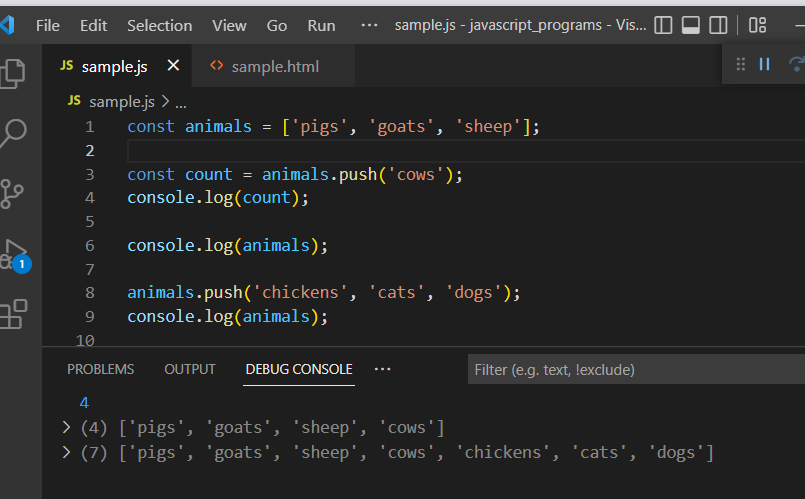 File Edit Selection View Go Run ··· sample.js - javascript_programs - Vis...
JS sample.js × <> sample.html
JS sample.js > ...
1 const animals = ['pigs', 'goats', 'sheep'];
2
3 const count = animals.push('cows');
4 console.log(count);
5
6 console.log(animals);
7
8 animals.push('chickens', 'cats', 'dogs');
9 console.log(animals);
10
1
PROBLEMS OUTPUT DEBUG CONSOLE ··· Filter (e.g. text, !exclude)
4
> (4) ['pigs', 'goats', 'sheep', 'cows']
> (7) ['pigs', 'goats', 'sheep', 'cows', 'chickens', 'cats', 'dogs']